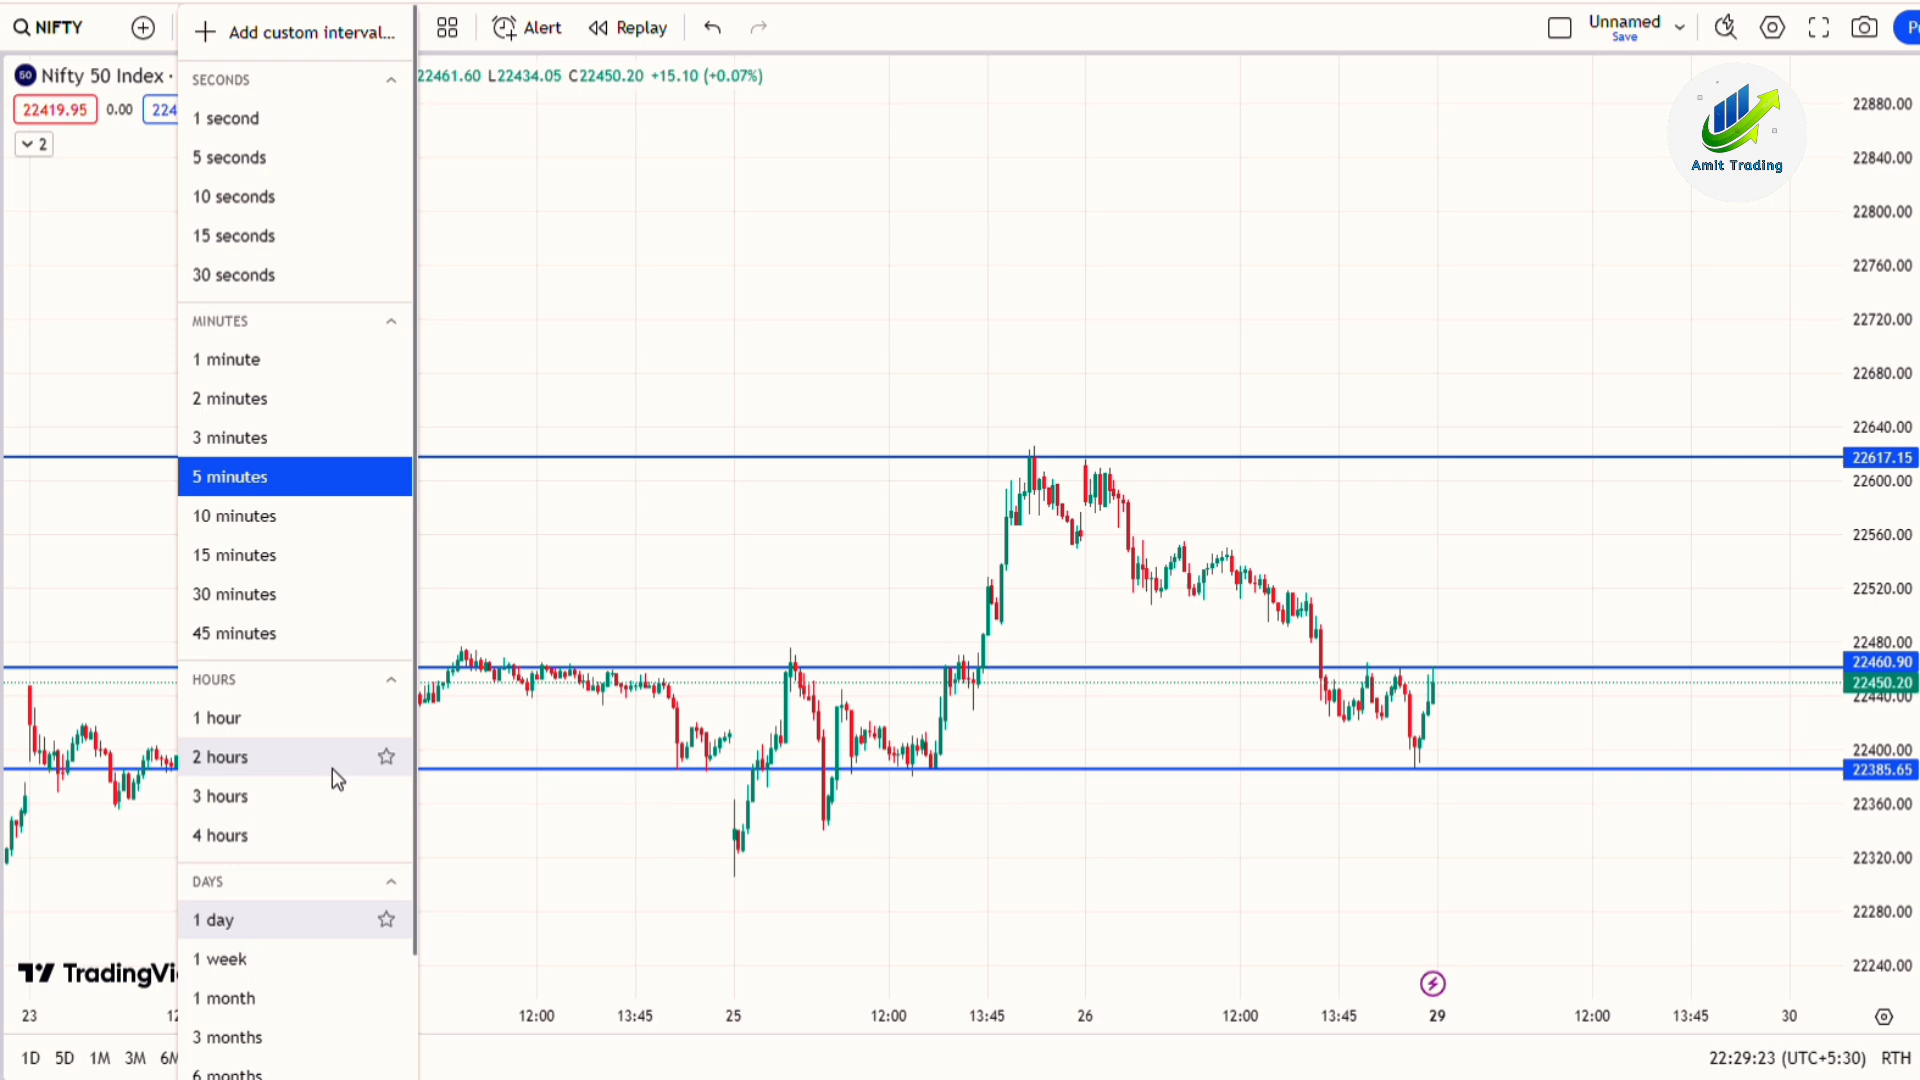 NIFTY
Add custom interval...
Alert
Replay
Unnamed
Save
50 Nifty 50 Index ·
22461.60 L22434.05 C22450.20 +15.10 (+0.07%)
22419.95 0.00 224
2
SECONDS
1 second
5 seconds
10 seconds
15 seconds
30 seconds
MINUTES
1 minute
2 minutes
3 minutes
5 minutes
10 minutes
15 minutes
30 minutes
45 minutes
HOURS
1 hour
2 hours
3 hours
4 hours
DAYS
1 day
1 week
1 month
3 months
6 months
Amit Trading
22880.00
22840.00
22800.00
22760.00
22720.00
22680.00
22640.00
22617.15
22600.00
22560.00
22520.00
22480.00
22460.90
22450.20
22440.00
22400.00
22385.65
22360.00
22320.00
22280.00
22240.00
TradingVi
23 12:00 13:45 25 12:00 13:45 26 12:00 13:45 29 12:00 13:45 30
1D 5D 1M 3M 6M
22:29:23 (UTC+5:30) RTH